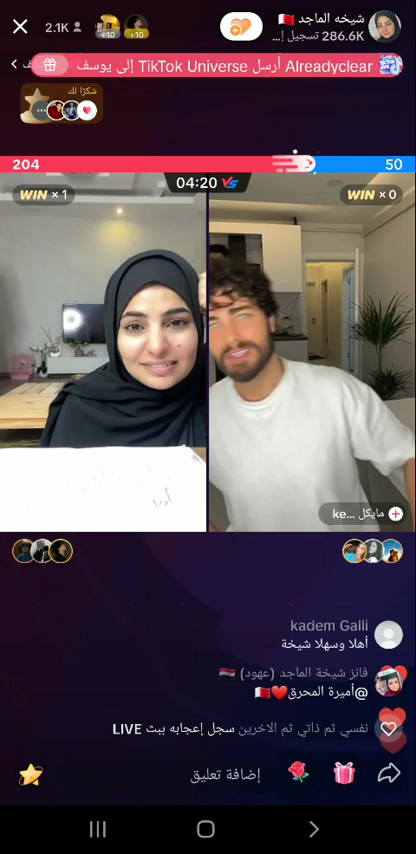 شيخه الماجد 🇧🇭
286.6K تسجيل إ...
2.1K
+10
+10
Alreadyclear أرسل TikTok Universe إلى يوسف
ف
شكرًا لك
204
50
04:20 VS
WIN × 1
WIN × 0
مايكل ...ke
kadem Galli
أهلا وسهلا شيخة
فانز شيخة الماجد (عهود)
@أميرة المحرق❤️🇧🇭
نفسي ثم ذاتي ثم الاخرين سجل إعجابه ببث LIVE
إضافة تعليق